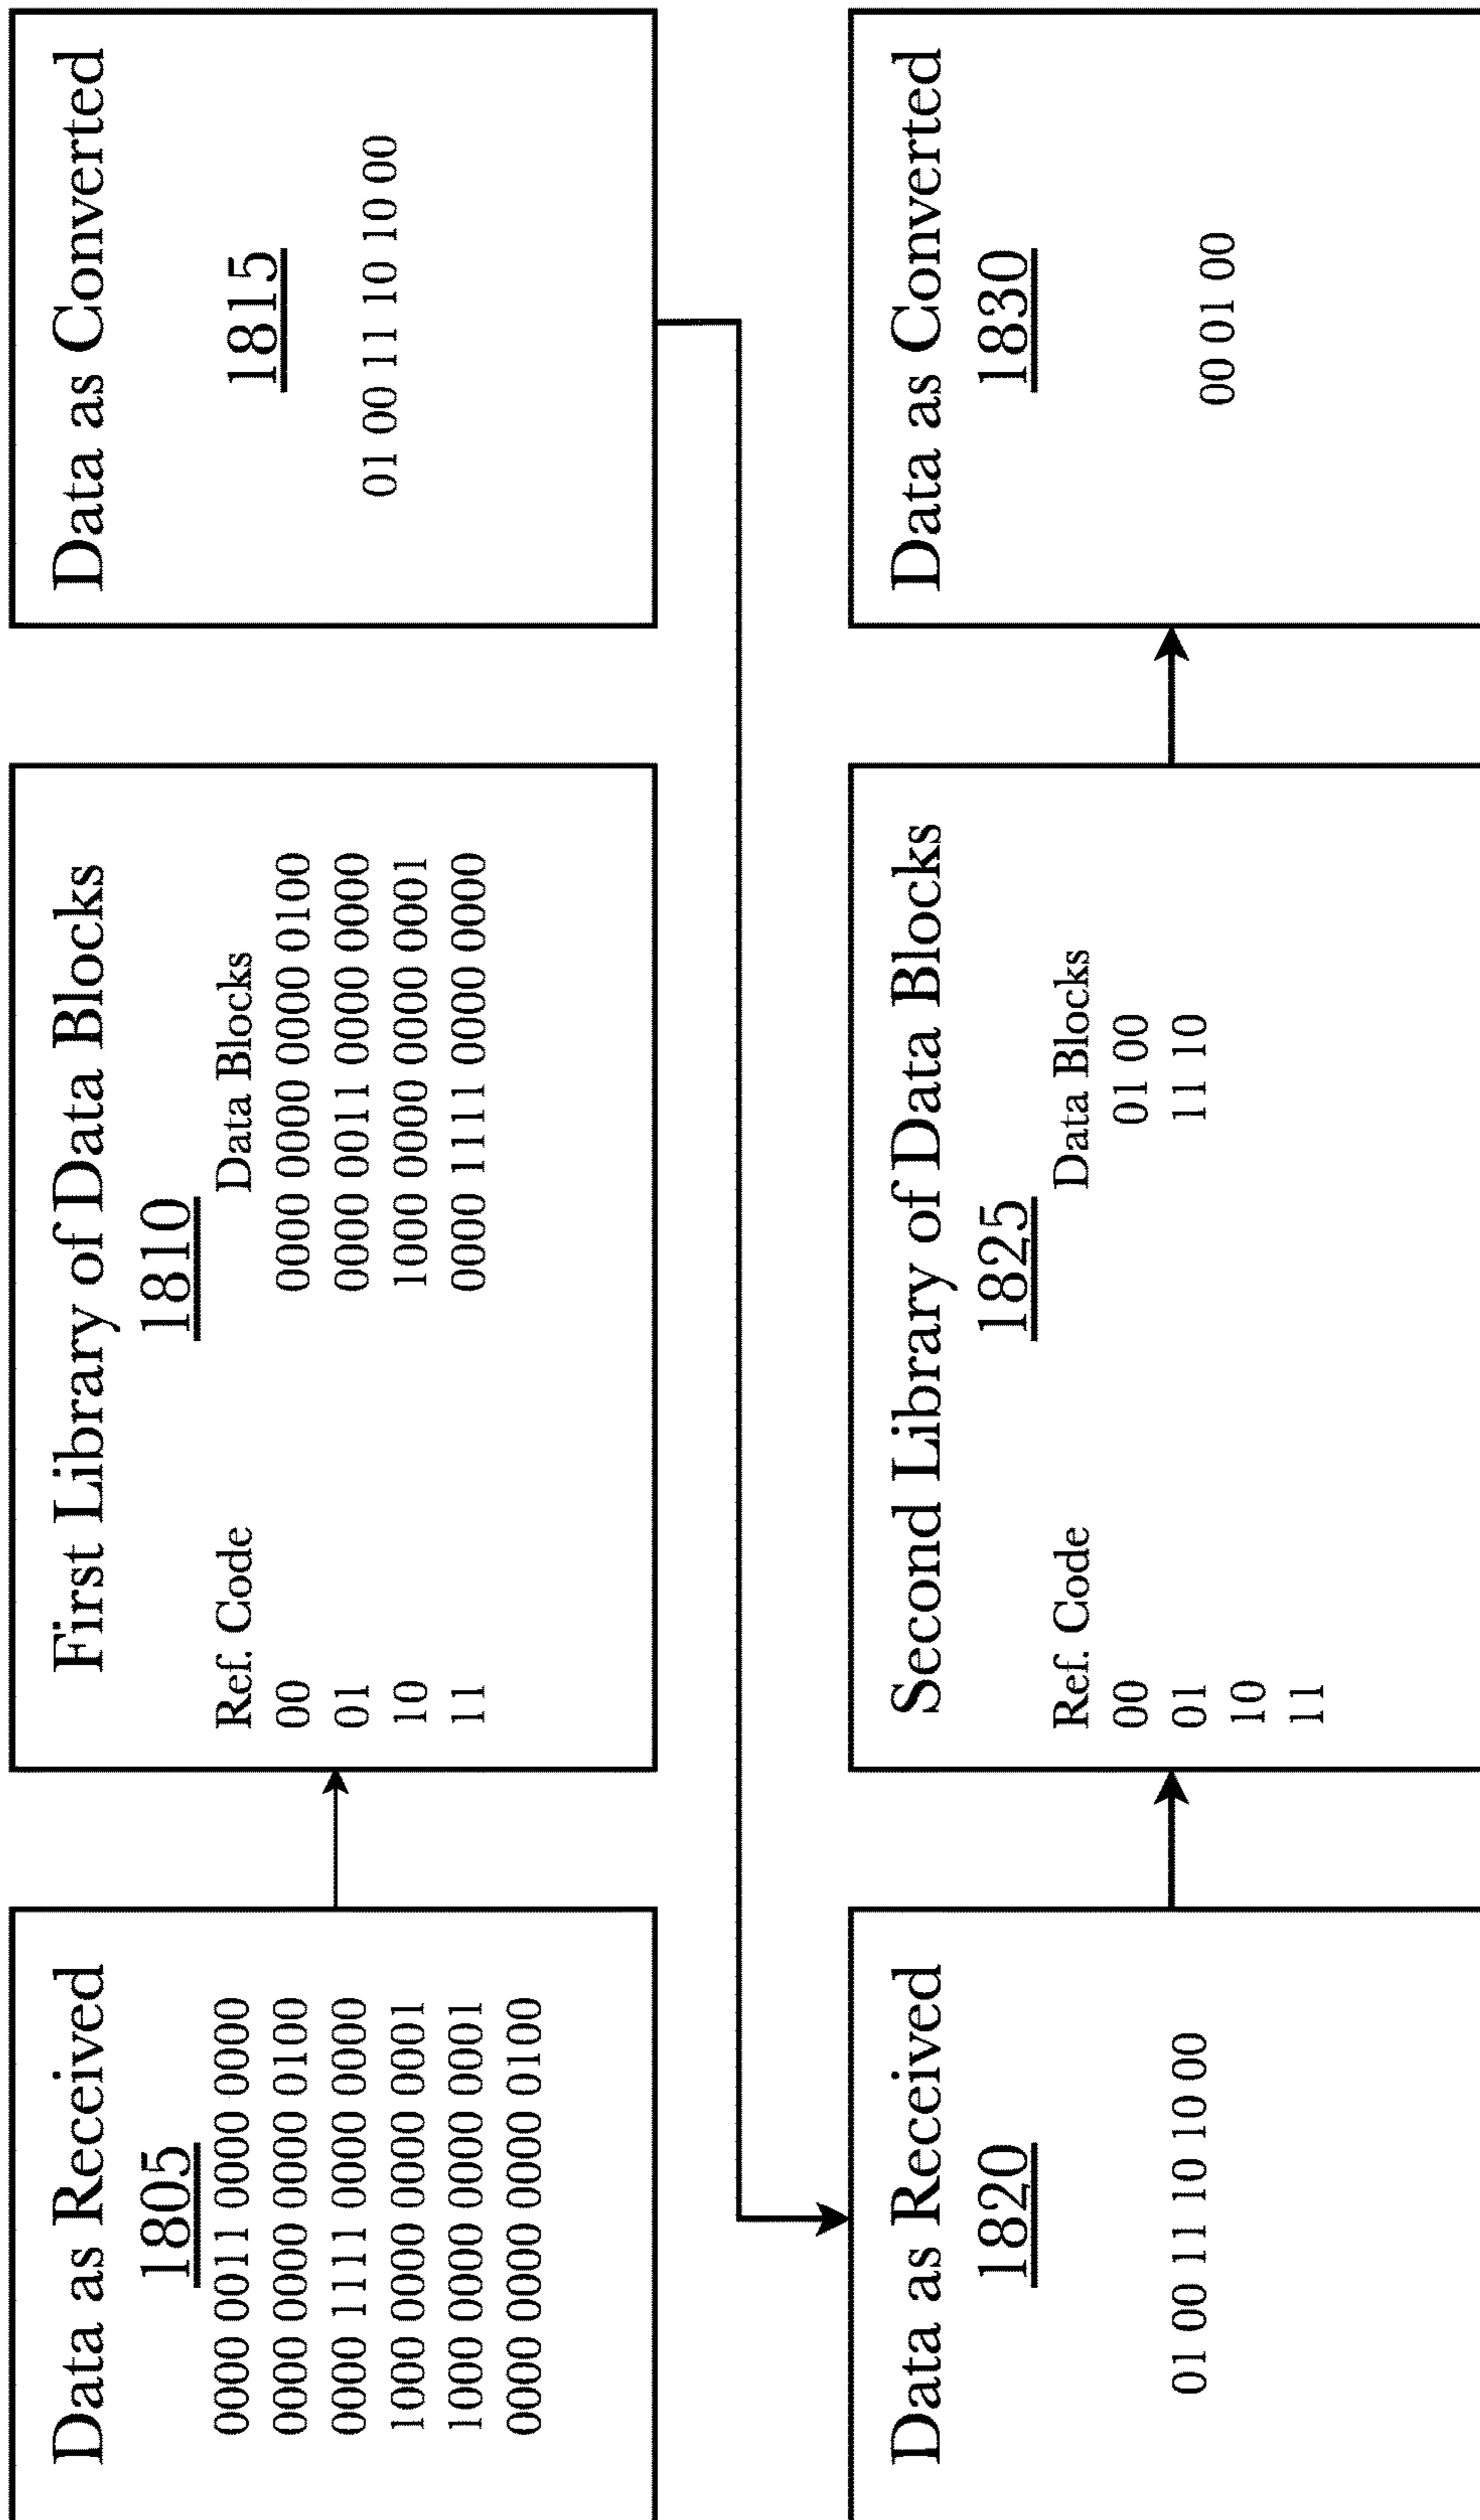 Data as Received
1805
0000 0011 0000 0000
0000 0000 0000 0100
0000 1111 0000 0000
1000 0000 0000 0001
1000 0000 0000 0001
0000 0000 0000 0100
First Library of Data Blocks
1810
Ref. Code Data Blocks
00 0000 0000 0000 0100
01 0000 0011 0000 0000
10 1000 0000 0000 0001
11 0000 1111 0000 0000
Data as Converted
1815
01 00 11 10 10 00
Data as Received
1820
01 00 11 10 10 00
Second Library of Data Blocks
1825
Ref. Code Data Blocks
00 01 00
01 11 10
10
11
Data as Converted
1830
00 01 00